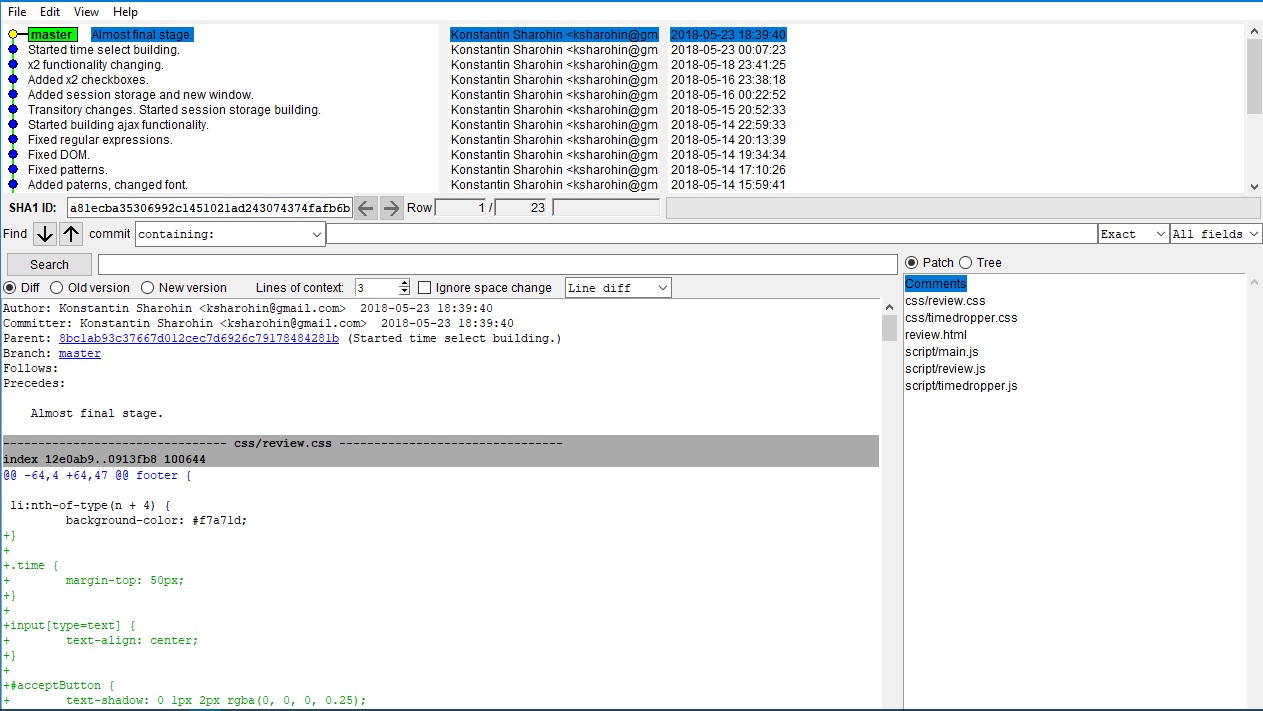 File Edit View Help
master Almost final stage. Konstantin Sharohin <ksharohin@gm 2018-05-23 18:39:40
Started time select building. Konstantin Sharohin <ksharohin@gm 2018-05-23 00:07:23
x2 functionality changing. Konstantin Sharohin <ksharohin@gm 2018-05-18 23:41:25
Added x2 checkboxes. Konstantin Sharohin <ksharohin@gm 2018-05-16 23:38:18
Added session storage and new window. Konstantin Sharohin <ksharohin@gm 2018-05-16 00:22:52
Transitory changes. Started session storage building. Konstantin Sharohin <ksharohin@gm 2018-05-15 20:52:33
Started building ajax functionality. Konstantin Sharohin <ksharohin@gm 2018-05-14 22:59:33
Fixed regular expressions. Konstantin Sharohin <ksharohin@gm 2018-05-14 20:13:39
Fixed DOM. Konstantin Sharohin <ksharohin@gm 2018-05-14 19:34:34
Fixed patterns. Konstantin Sharohin <ksharohin@gm 2018-05-14 17:10:26
Added paterns, changed font. Konstantin Sharohin <ksharohin@gm 2018-05-14 15:59:41
SHA1 ID: a81ecba35306992c1451021ad243074374fafb6b Row 1 / 23
Find commit containing: Exact All fields
Search Patch Tree
Diff Old version New version Lines of context: 3 Ignore space change Line diff
Comments
css/review.css
css/timedropper.css
review.html
script/main.js
script/review.js
script/timedropper.js
Author: Konstantin Sharohin <ksharohin@gmail.com> 2018-05-23 18:39:40
Committer: Konstantin Sharohin <ksharohin@gmail.com> 2018-05-23 18:39:40
Parent: 8bc1ab93c37667d012cec7d6926c79178484281b (Started time select building.)
Branch: master
Follows:
Precedes:
Almost final stage.
-------------------------------- css/review.css --------------------------------
index 12e0ab9..0913fb8 100644
@@ -64,4 +64,47 @@ footer {
li:nth-of-type(n + 4) {
background-color: #f7a71d;
+}
+
+.time {
+ margin-top: 50px;
+}
+
+input[type=text] {
+ text-align: center;
+}
+
+#acceptButton {
+ text-shadow: 0 1px 2px rgba(0, 0, 0, 0.25);